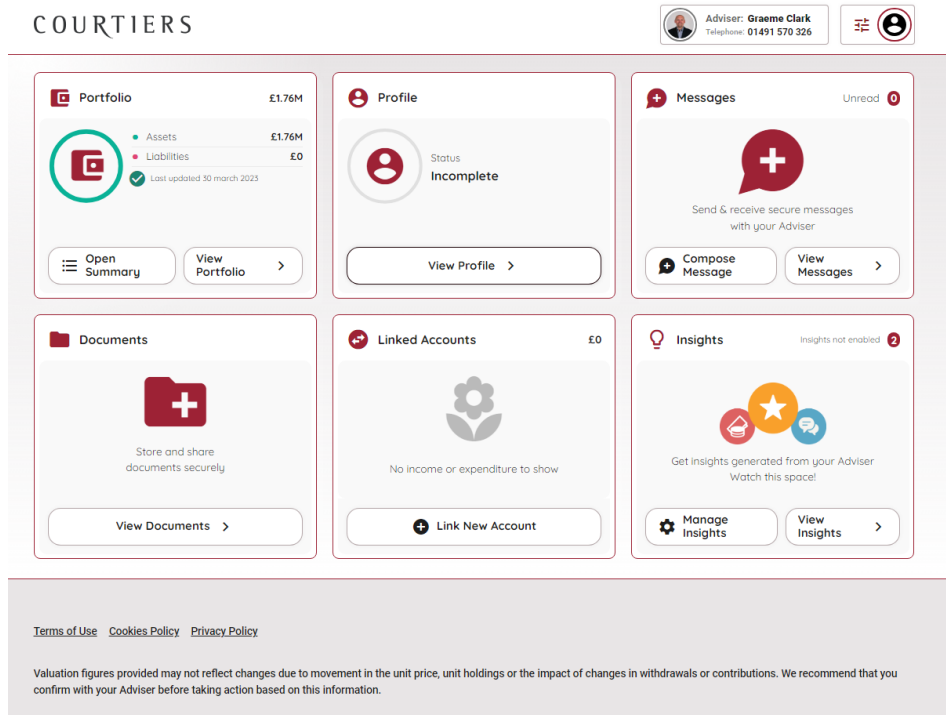 COURTIERS
Adviser: Graeme Clark
Telephone: 01491 570 326
Portfolio £1.76M
Assets £1.76M
Liabilities £0
Last updated 30 march 2023
Open Summary
View Portfolio
Profile
Status
Incomplete
View Profile
Messages Unread 0
Send & receive secure messages
with your Adviser
Compose Message
View Messages
Documents
Store and share
documents securely
View Documents
Linked Accounts £0
No income or expenditure to show
Link New Account
Insights Insights not enabled 2
Get insights generated from your Adviser
Watch this space!
Manage Insights
View Insights
Terms of Use Cookies Policy Privacy Policy
Valuation figures provided may not reflect changes due to movement in the unit price, unit holdings or the impact of changes in withdrawals or contributions. We recommend that you
confirm with your Adviser before taking action based on this information.